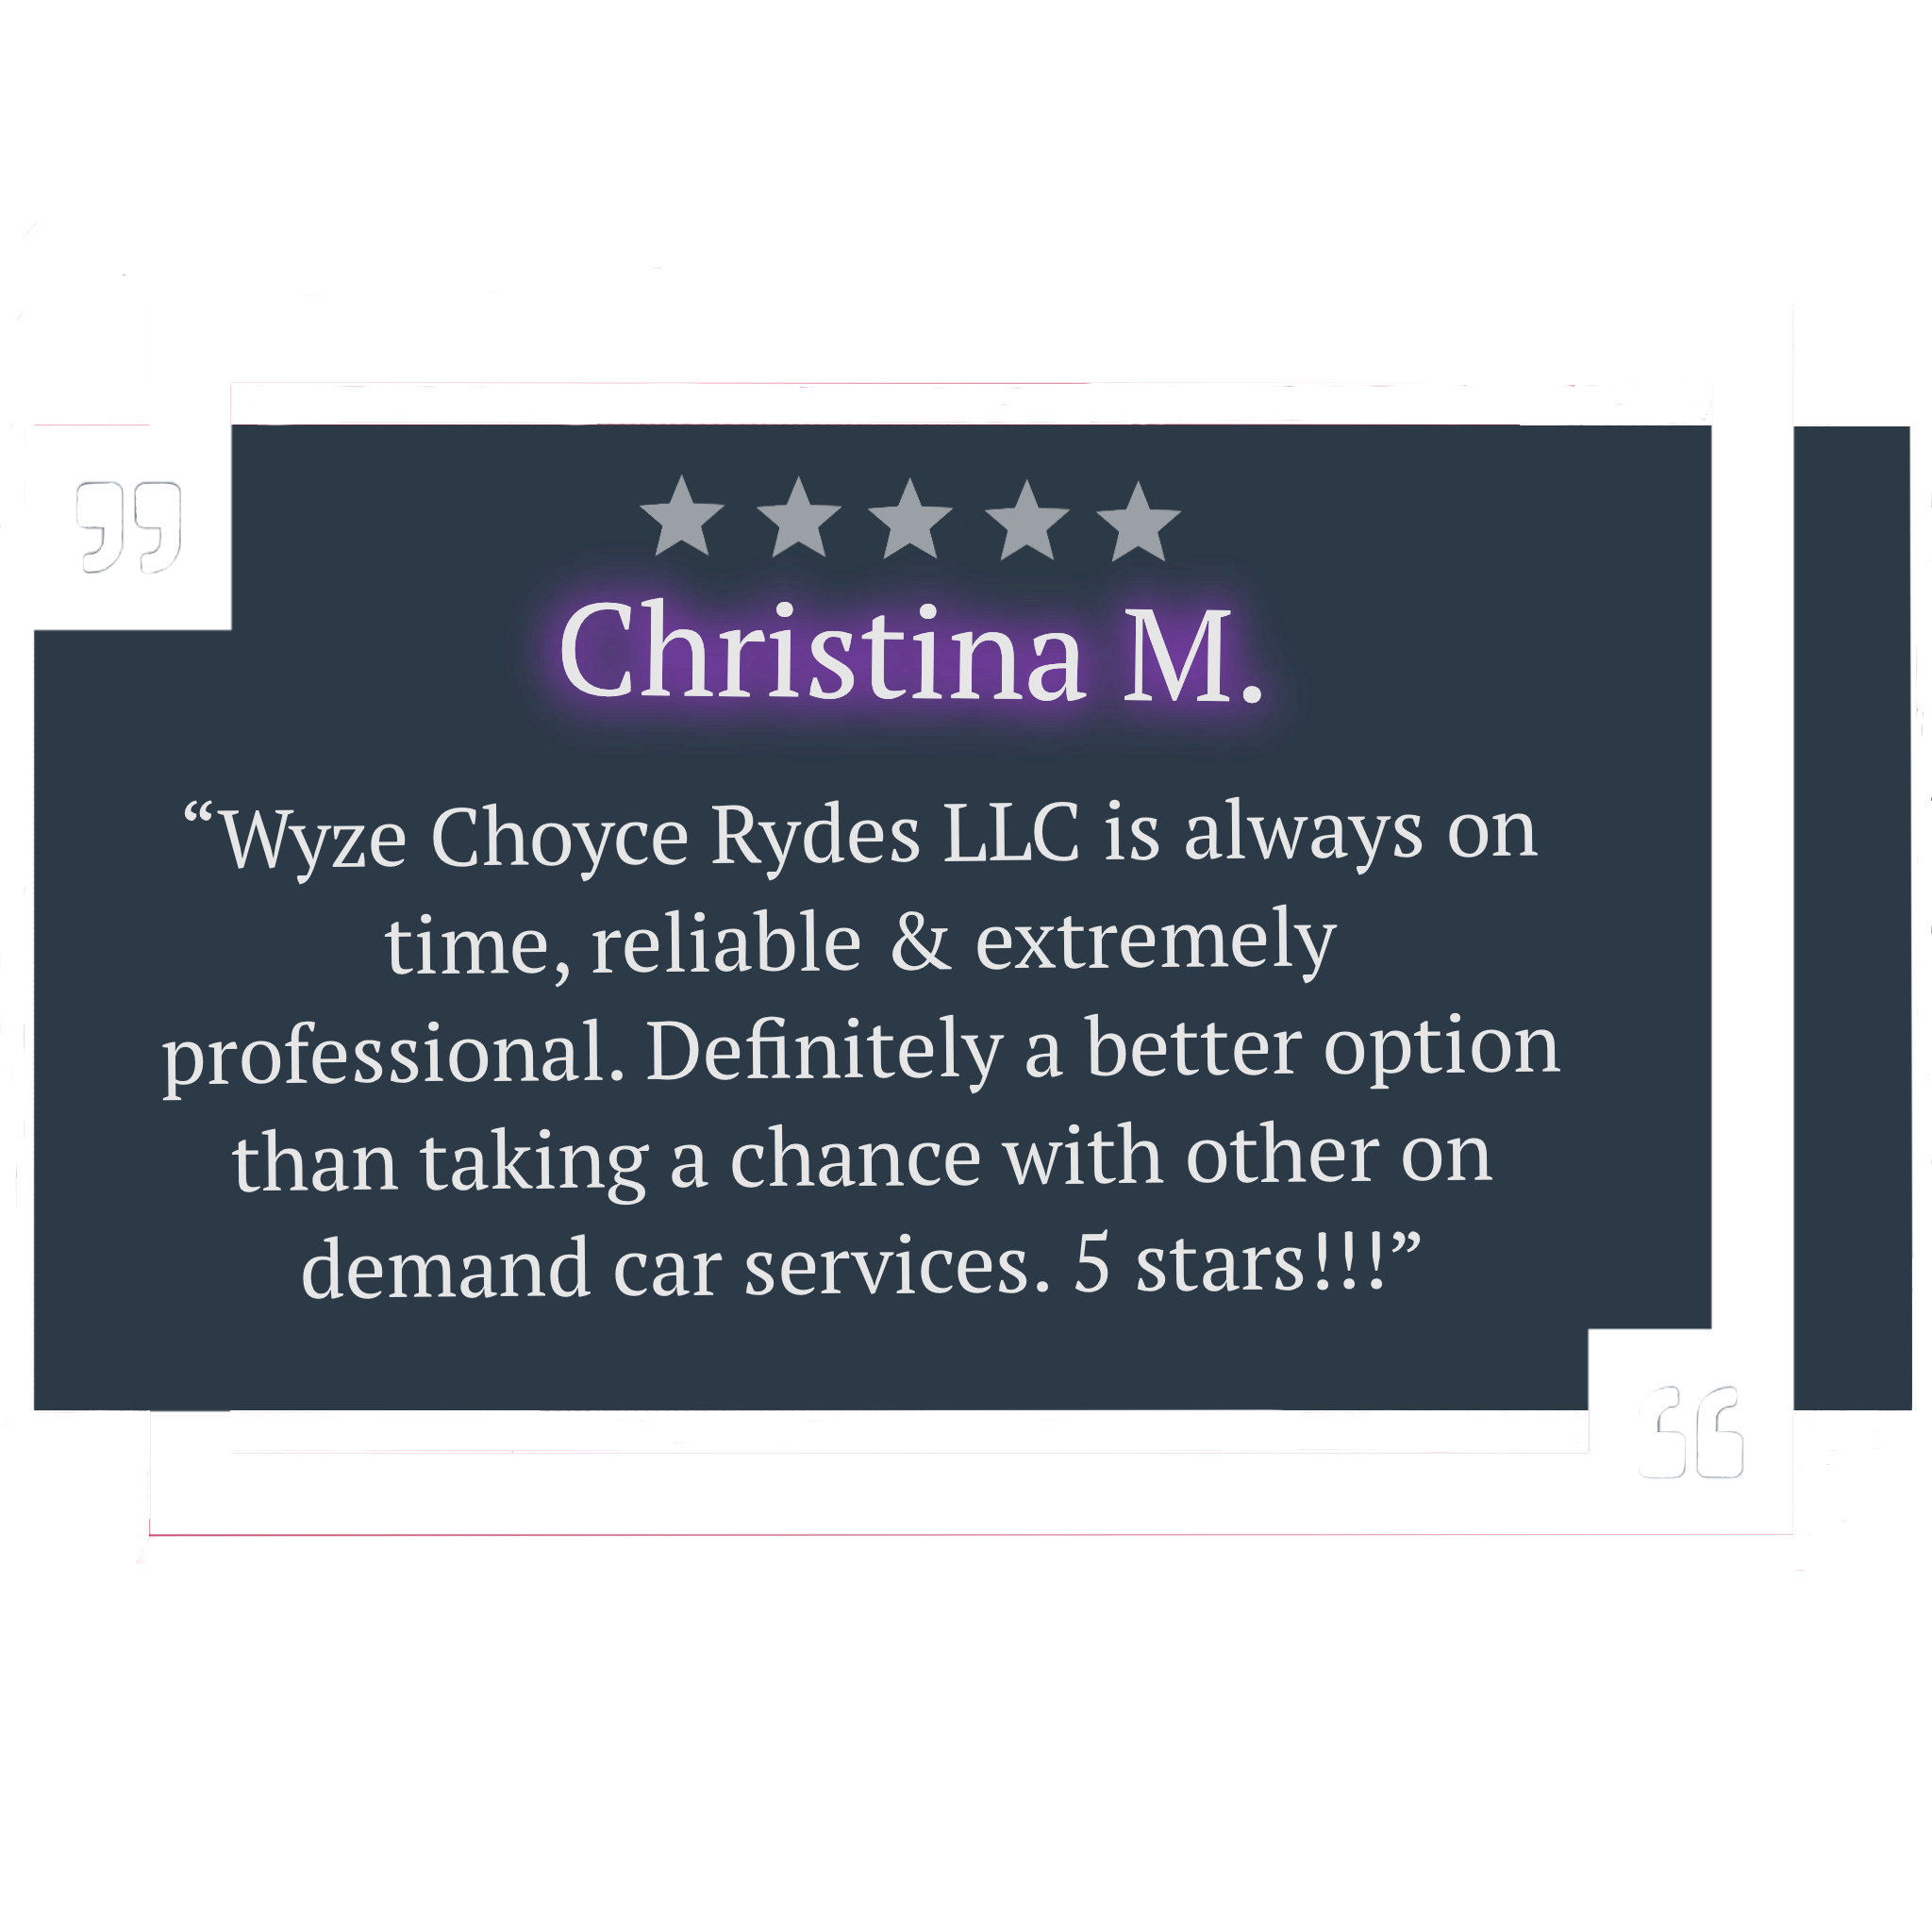 Christina M.
“Wyze Choyce Rydes LLC is always on
time, reliable & extremely
professional. Definitely a better option
than taking a chance with other on
demand car services. 5 stars!!!”